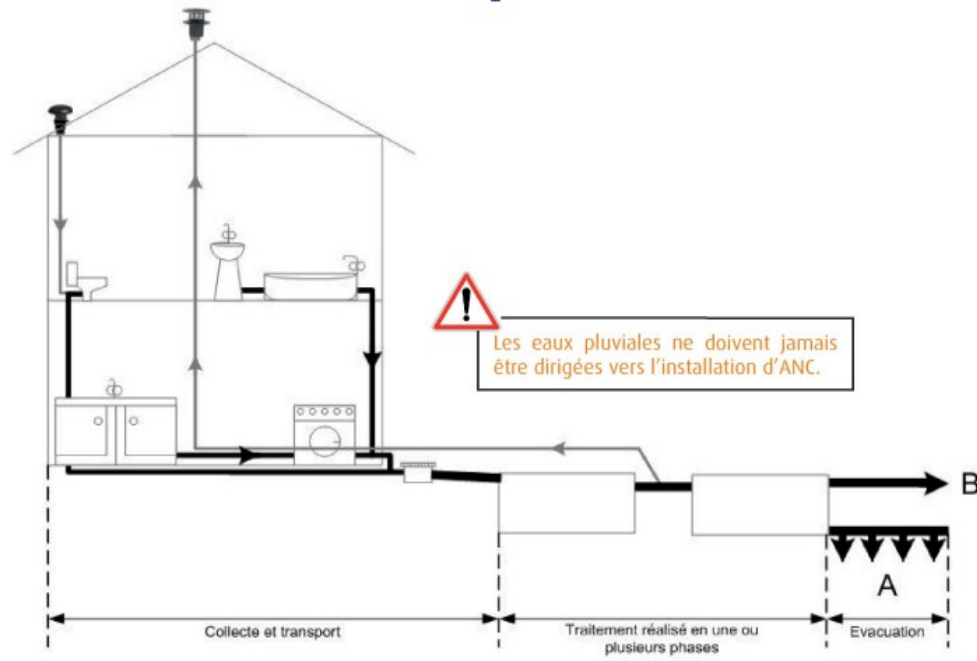 Les eaux pluviales ne doivent jamais
être dirigées vers l'installation d'ANC.
B
A
Collecte et transport
Traitement réalisé en une ou
plusieurs phases
Evacuation